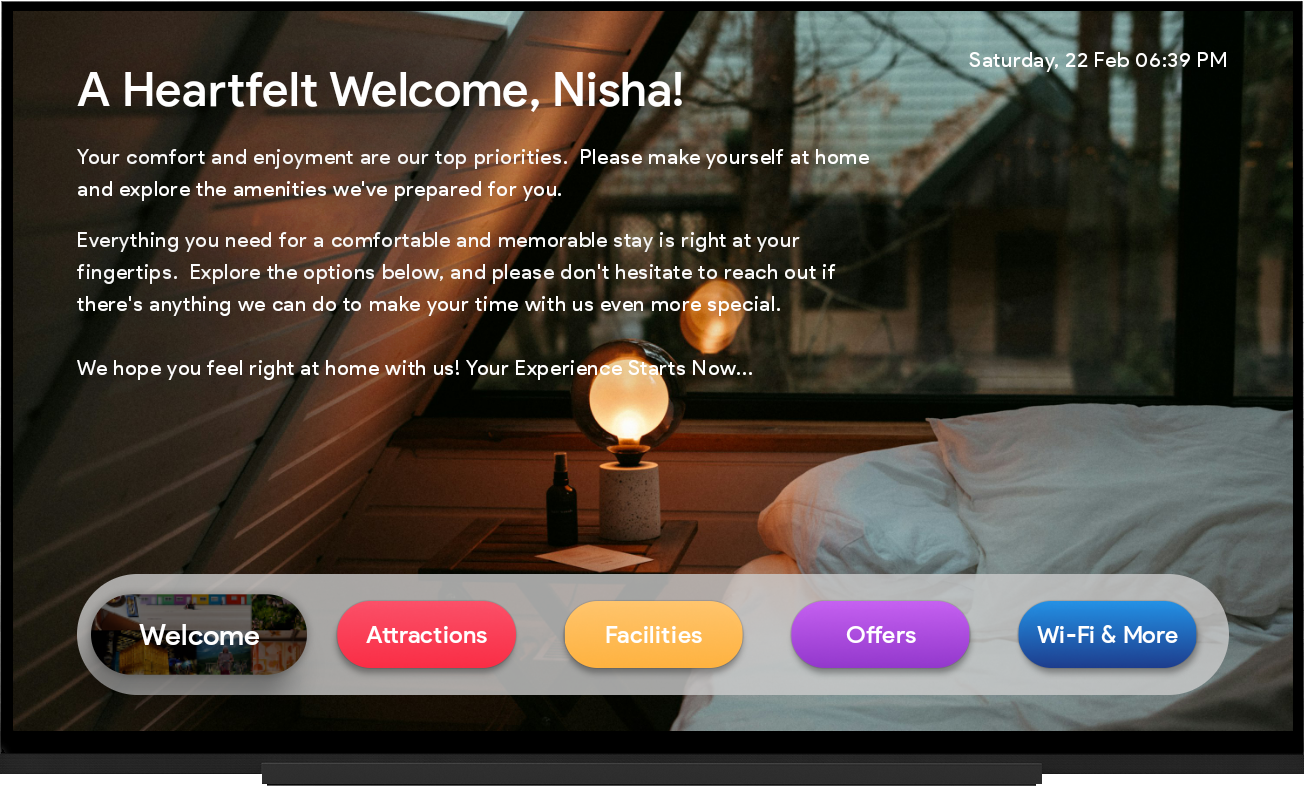 Saturday, 22 Feb 06:39 PM
A Heartfelt Welcome, Nisha!
Your comfort and enjoyment are our top priorities.  Please make yourself at home
and explore the amenities we've prepared for you.
Everything you need for a comfortable and memorable stay is right at your
fingertips.  Explore the options below, and please don't hesitate to reach out if
there's anything we can do to make your time with us even more special.
We hope you feel right at home with us! Your Experience Starts Now...
Welcome
Attractions
Facilities
Offers
Wi-Fi & More